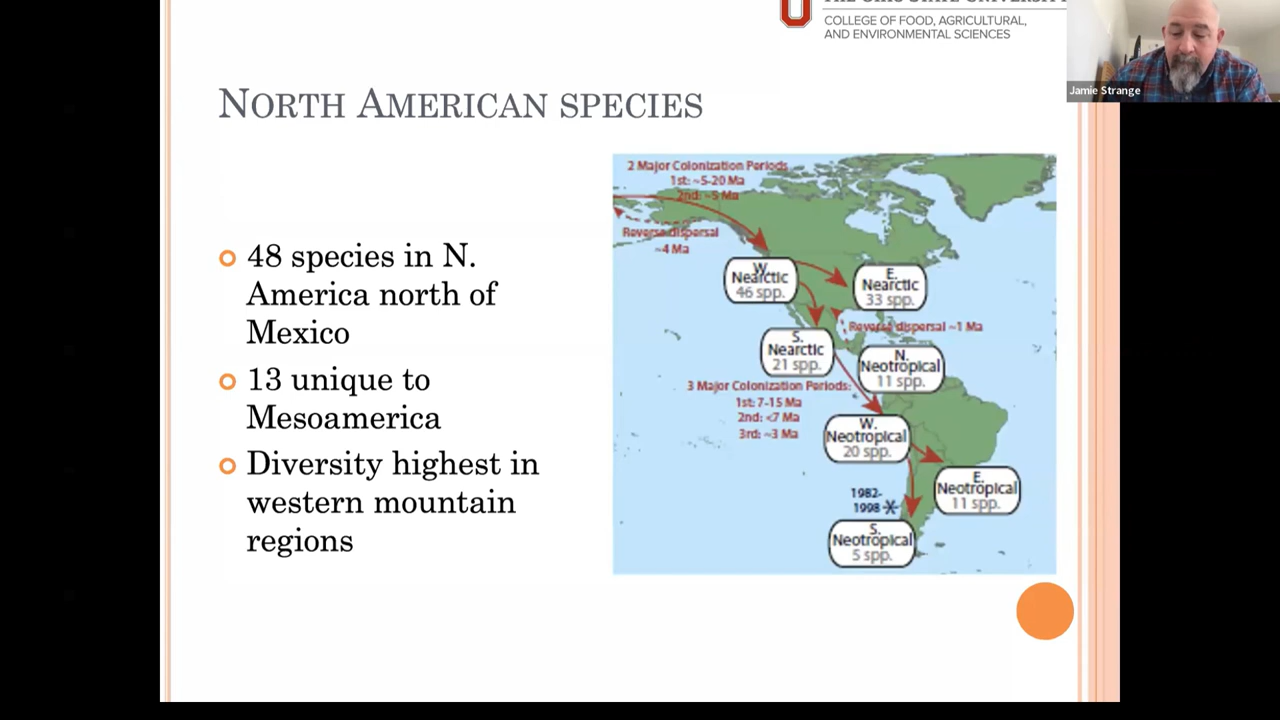 THE OHIO STATE UNIVERSITY
COLLEGE OF FOOD, AGRICULTURAL,
AND ENVIRONMENTAL SCIENCES
Jamie Strange
NORTH AMERICAN SPECIES
48 species in N.
America north of
Mexico
13 unique to
Mesoamerica
Diversity highest in
western mountain
regions
2 Major Colonization Periods
1st: ~5-20 Ma
2nd: ~5 Ma
Reverse dispersal
~4 Ma
W.
Nearctic
46 spp.
E.
Nearctic
33 spp.
Reverse dispersal ~1 Ma
S.
Nearctic
21 spp.
N.
Neotropical
11 spp.
3 Major Colonization Periods:
1st: 7-15 Ma
2nd: <7 Ma
3rd: ~3 Ma
W.
Neotropical
20 spp.
E.
Neotropical
11 spp.
1982-
1998
S.
Neotropical
5 spp.